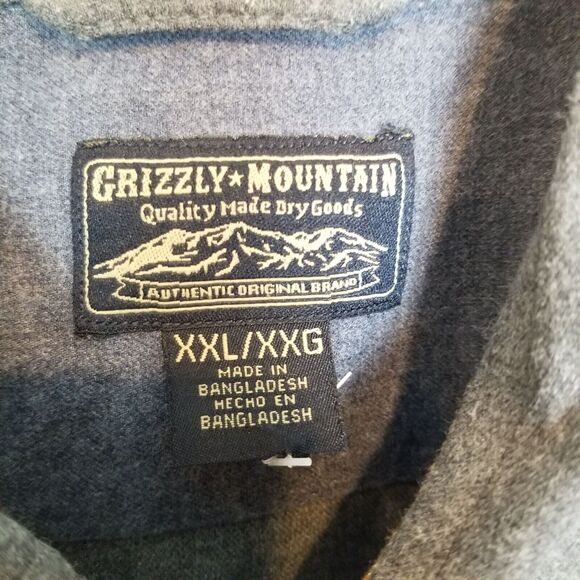 GRIZZLY★MOUNTAIN
Quality Made Dry Goods
AUTHENTIC ORIGINAL BRAND
XXL/XXG
MADE IN
BANGLADESH
HECHO EN
BANGLADESH